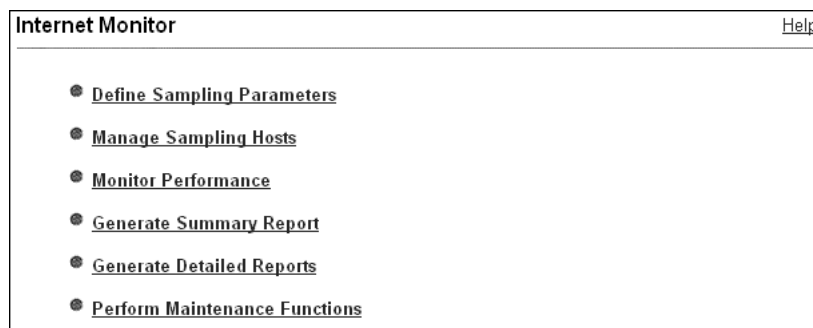 Internet Monitor
Help
Define Sampling Parameters
Manage Sampling Hosts
Monitor Performance
Generate Summary Report
Generate Detailed Reports
Perform Maintenance Functions